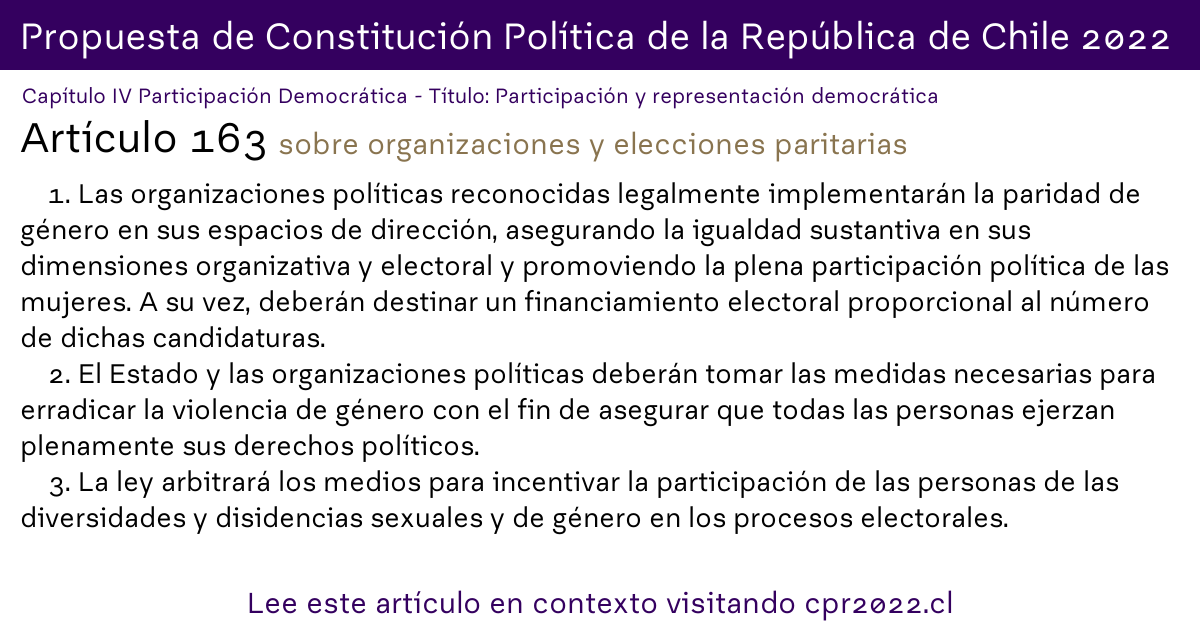 Propuesta de Constitución Política de la República de Chile 2022
Capítulo IV Participación Democrática - Título: Participación y representación democrática
Artículo 163 sobre organizaciones y elecciones paritarias
1. Las organizaciones políticas reconocidas legalmente implementarán la paridad de
género en sus espacios de dirección, asegurando la igualdad sustantiva en sus
dimensiones organizativa y electoral y promoviendo la plena participación política de las
mujeres. A su vez, deberán destinar un financiamiento electoral proporcional al número
de dichas candidaturas.
2. El Estado y las organizaciones políticas deberán tomar las medidas necesarias para
erradicar la violencia de género con el fin de asegurar que todas las personas ejerzan
plenamente sus derechos políticos.
3. La ley arbitrará los medios para incentivar la participación de las personas de las
diversidades y disidencias sexuales y de género en los procesos electorales.
Lee este artículo en contexto visitando cpr2022.cl